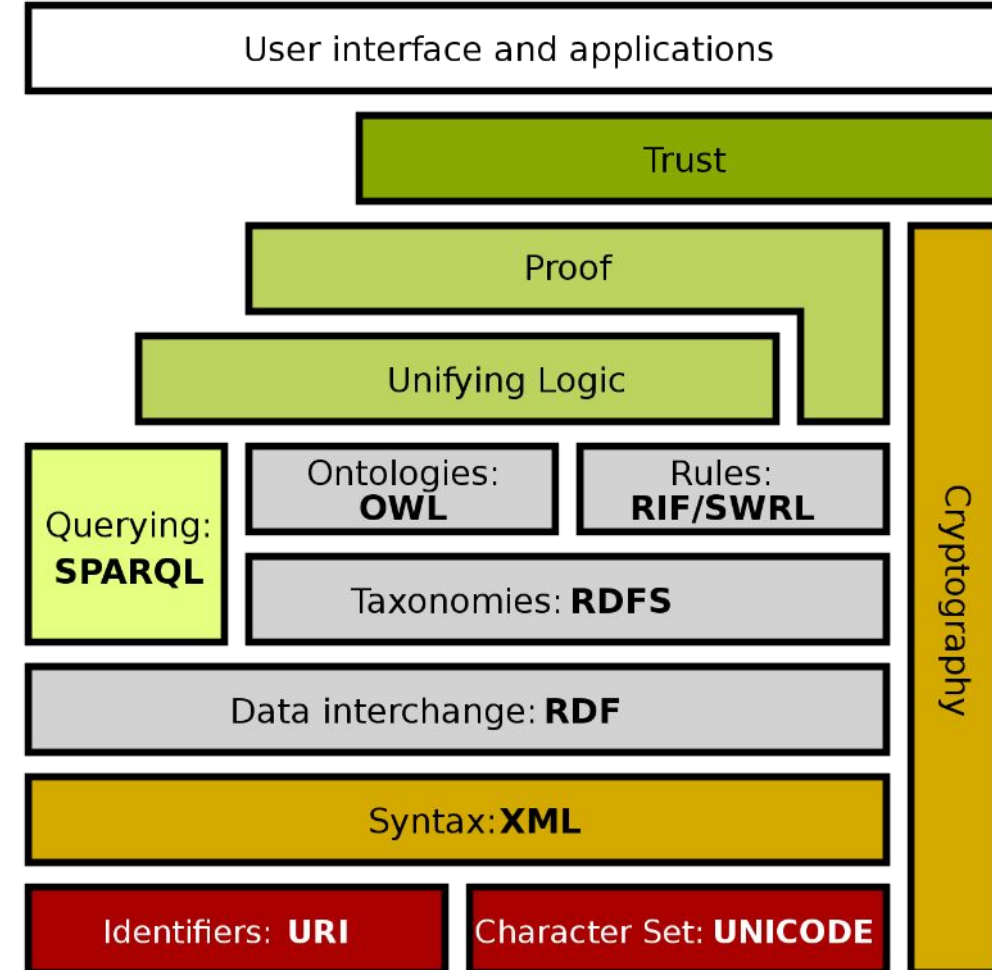 User interface and applications
Trust
Proof
Unifying Logic
Ontologies:
OWL
Rules:
RIF/SWRL
Querying:
SPARQL
Taxonomies: RDFS
Data interchange: RDF
Syntax: XML
Identifiers: URI
Character Set: UNICODE
Cryptography